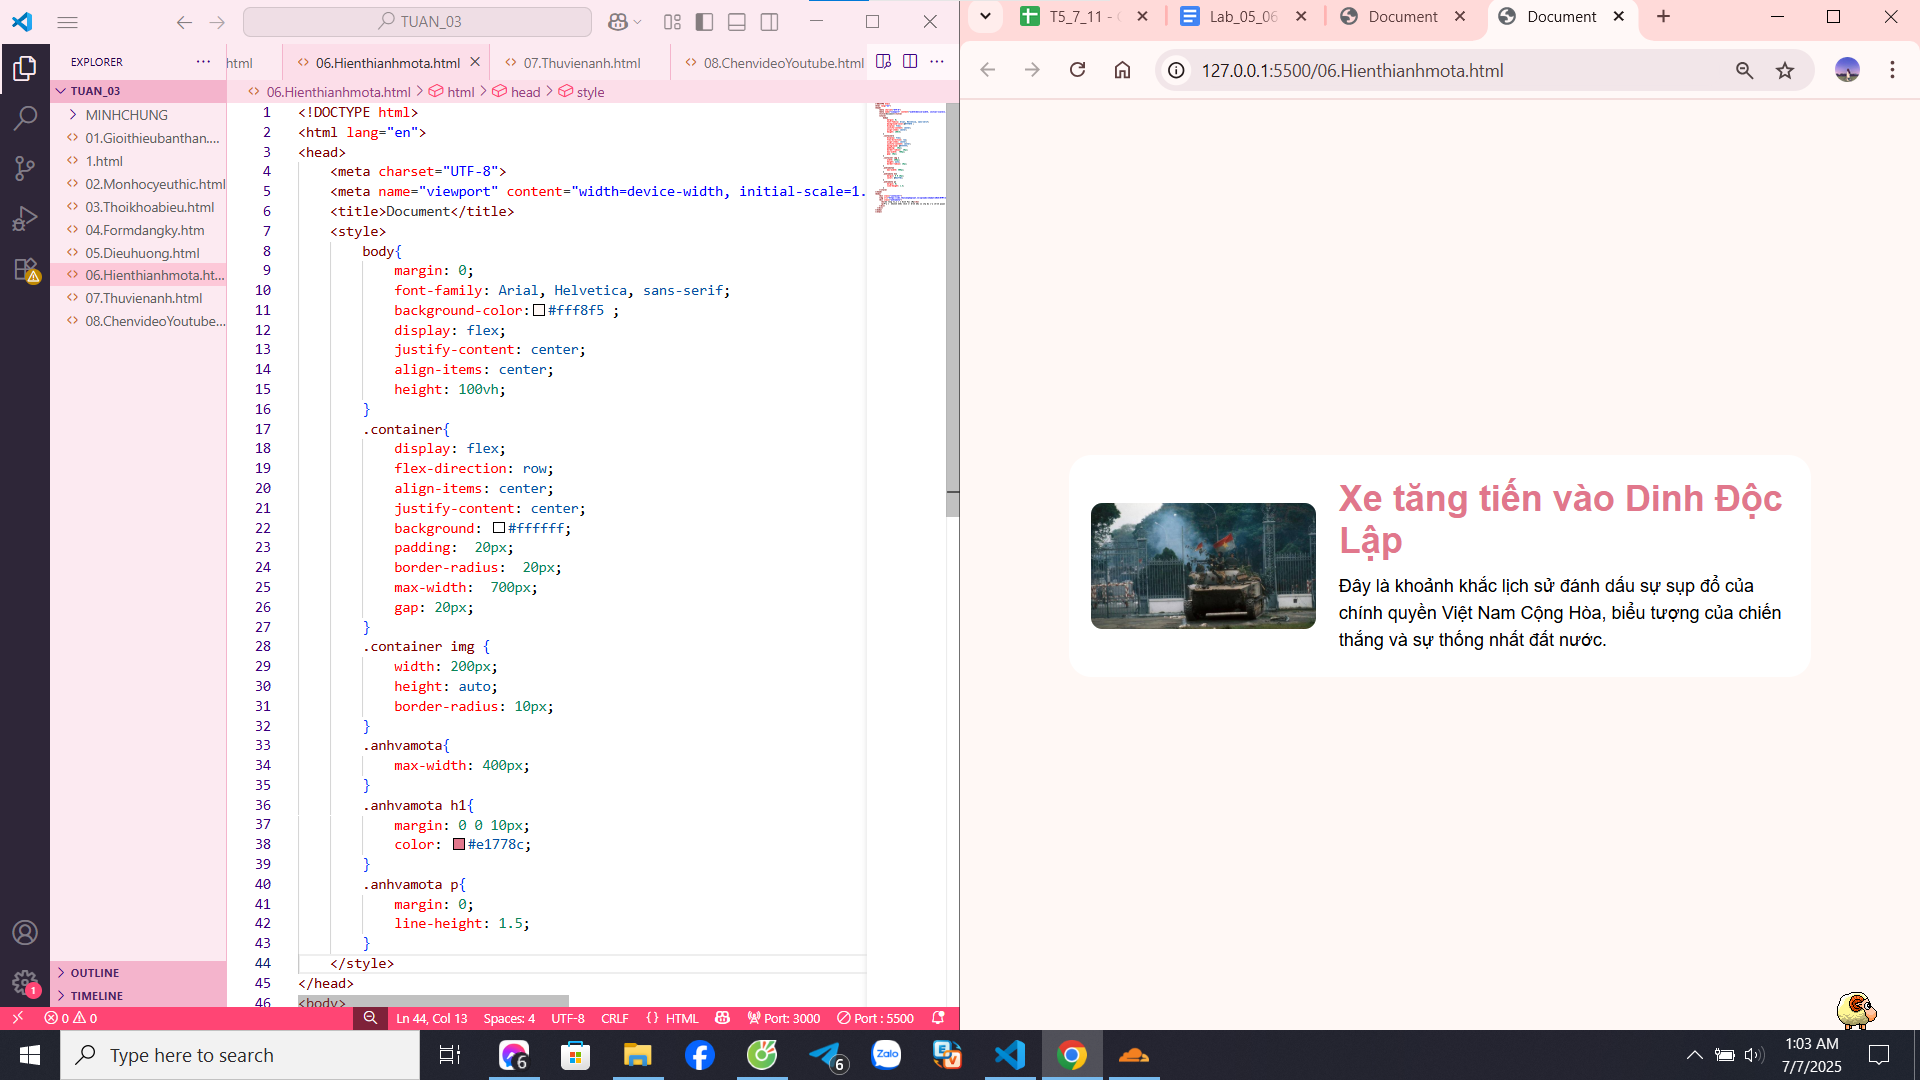 TUAN_03
EXPLORER
TUAN_03
MINHCHUNG
01.Gioithieubanthan....
1.html
02.Monhocyeuthic.html
03.Thoikhoabieu.html
04.Formdangky.htm
05.Dieuhuong.html
06.Hienthianhmota.ht...
07.Thuvienanh.html
08.ChenvideoYoutube...
OUTLINE
TIMELINE
html
06.Hienthianhmota.html
07.Thuvienanh.html
08.ChenvideoYoutube.html
06.Hienthianhmota.html > html > head > style
1 <!DOCTYPE html>
2 <html lang="en">
3 <head>
4 <meta charset="UTF-8">
5 <meta name="viewport" content="width=device-width, initial-scale=1.
6 <title>Document</title>
7 <style>
8 body{
9 margin: 0;
10 font-family: Arial, Helvetica, sans-serif;
11 background-color: #fff8f5 ;
12 display: flex;
13 justify-content: center;
14 align-items: center;
15 height: 100vh;
16 }
17 .container{
18 display: flex;
19 flex-direction: row;
20 align-items: center;
21 justify-content: center;
22 background: #ffffff;
23 padding:  20px;
24 border-radius:  20px;
25 max-width:  700px;
26 gap: 20px;
27 }
28 .container img {
29 width: 200px;
30 height: auto;
31 border-radius: 10px;
32 }
33 .anhvamota{
34 max-width: 400px;
35 }
36 .anhvamota h1{
37 margin: 0 0 10px;
38 color: #e1778c;
39 }
40 .anhvamota p{
41 margin: 0;
42 line-height: 1.5;
43 }
44 </style>
45 </head>
46 <body>
0 0
Ln 44, Col 13
Spaces: 4
UTF-8
CRLF
{} HTML
Port: 3000
Port : 5500
1
T5_7_11 -
Lab_05_06
Document
Document
127.0.0.1:5500/06.Hienthianhmota.html
Xe tăng tiến vào Dinh Độc
Lập
Đây là khoảnh khắc lịch sử đánh dấu sự sụp đổ của
chính quyền Việt Nam Cộng Hòa, biểu tượng của chiến
thắng và sự thống nhất đất nước.
Type here to search
6
6
Zalo
1:03 AM
7/7/2025